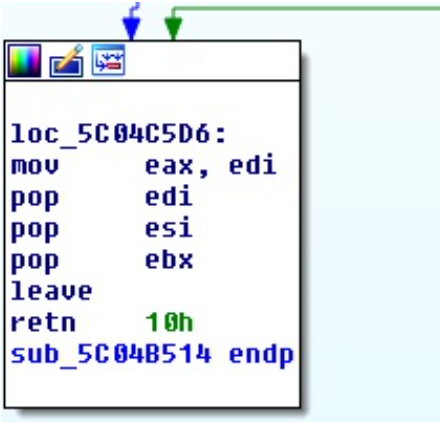 loc_5C04C5D6:
mov eax, edi
pop edi
pop esi
pop ebx
leave
retn 10h
sub_5C04B514 endp